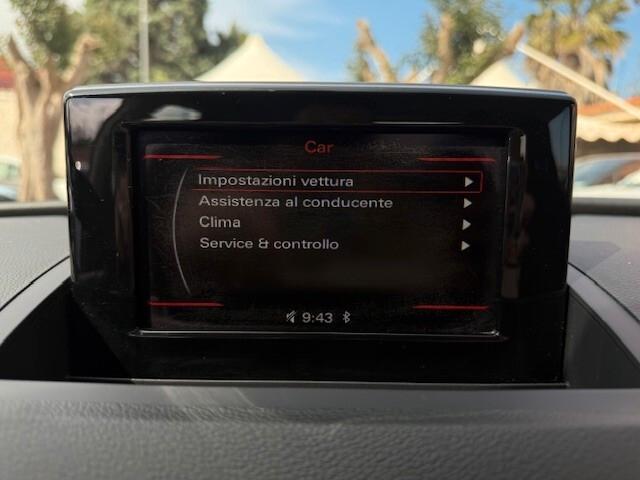 Car
Impostazioni vettura
Assistenza al conducente
Clima
Service & controllo
9:43